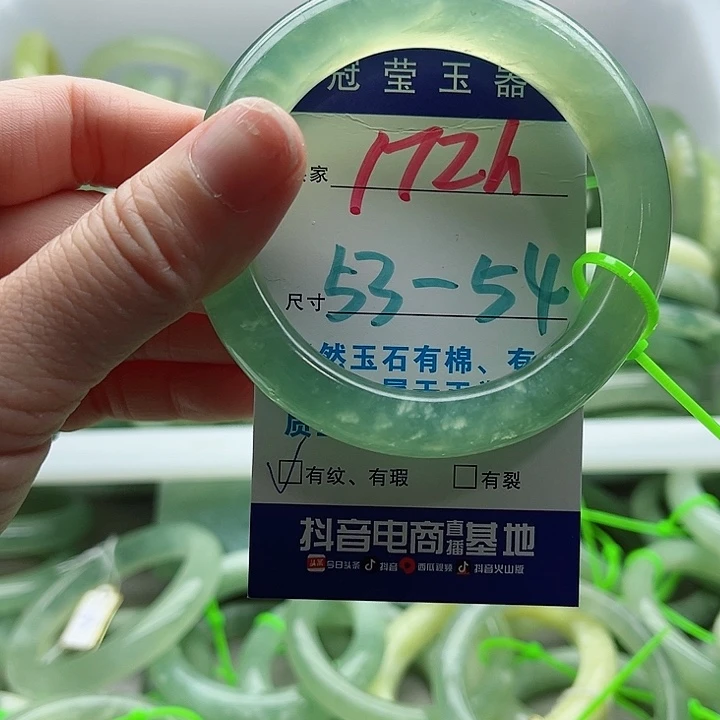 冠莹玉器
家 172h
尺寸 53-54
然玉石有棉、有
质
☑有纹、有瑕 □有裂
抖音电商直播基地
今日头条 抖音 西瓜视频 抖音火山版